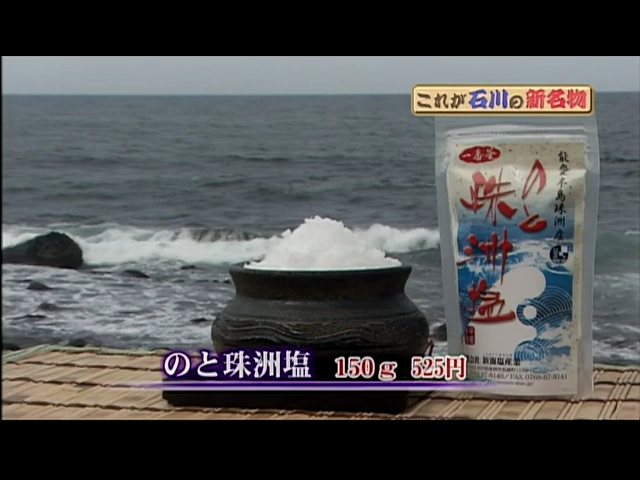 これが石川の新名物
一番釜
能登半島珠洲産
のと
珠洲塩
のと珠洲塩 150g 525円